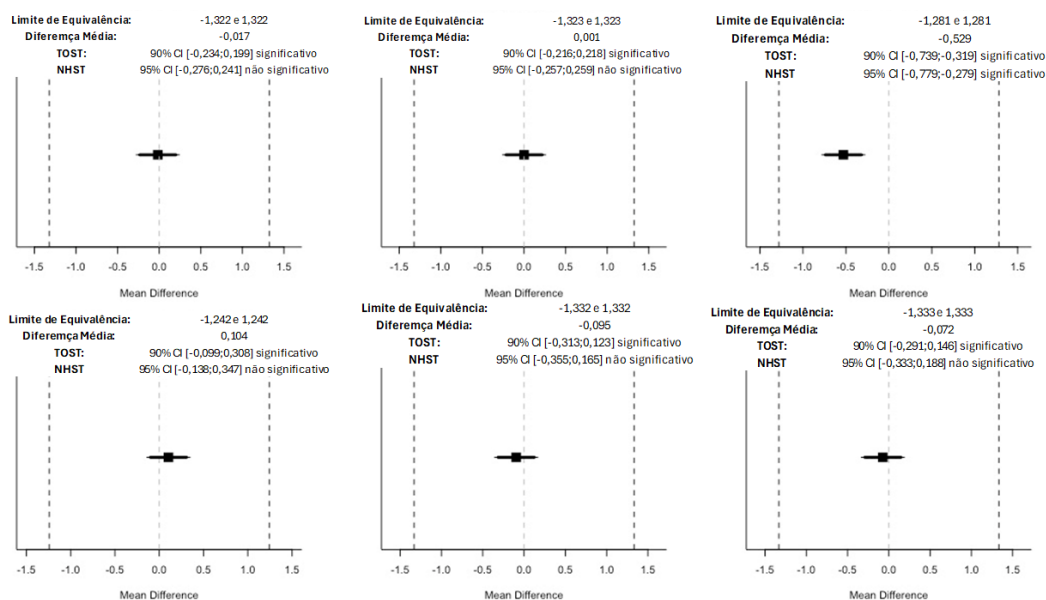 Limite de Equivalência: -1,322 e 1,322
Diferemça Média: -0,017
TOST: 90% CI [-0,234;0,199] significativo
NHST 95% CI [-0,276;0,241] não significativo
-1.5 -1.0 -0.5 0.0 0.5 1.0 1.5
Mean Difference
Limite de Equivalência: -1,323 e 1,323
Diferemça Média: 0,001
TOST: 90% CI [-0,216;0,218] significativo
NHST 95% CI [-0,257;0,259] não significativo
-1.5 -1.0 -0.5 0.0 0.5 1.0 1.5
Mean Difference
Limite de Equivalência: -1,281 e 1,281
Diferemça Média: -0,529
TOST: 90% CI [-0,739;-0,319] significativo
NHST 95% CI [-0,779;-0,279] significativo
-1.5 -1.0 -0.5 0.0 0.5 1.0 1.5
Mean Difference
Limite de Equivalência: -1,242 e 1,242
Diferemça Média: 0,104
TOST: 90% CI [-0,099;0,308] significativo
NHST 95% CI [-0,138;0,347] não significativo
-1.5 -1.0 -0.5 0.0 0.5 1.0 1.5
Mean Difference
Limite de Equivalência: -1,332 e 1,332
Diferemça Média: -0,095
TOST: 90% CI [-0,313;0,123] significativo
NHST 95% CI [-0,355;0,165] não significativo
-1.5 -1.0 -0.5 0.0 0.5 1.0 1.5
Mean Difference
Limite de Equivalência: -1,333 e 1,333
Diferemça Média: -0,072
TOST: 90% CI [-0,291;0,146] significativo
NHST 95% CI [-0,333;0,188] não significativo
-1.5 -1.0 -0.5 0.0 0.5 1.0 1.5
Mean Difference